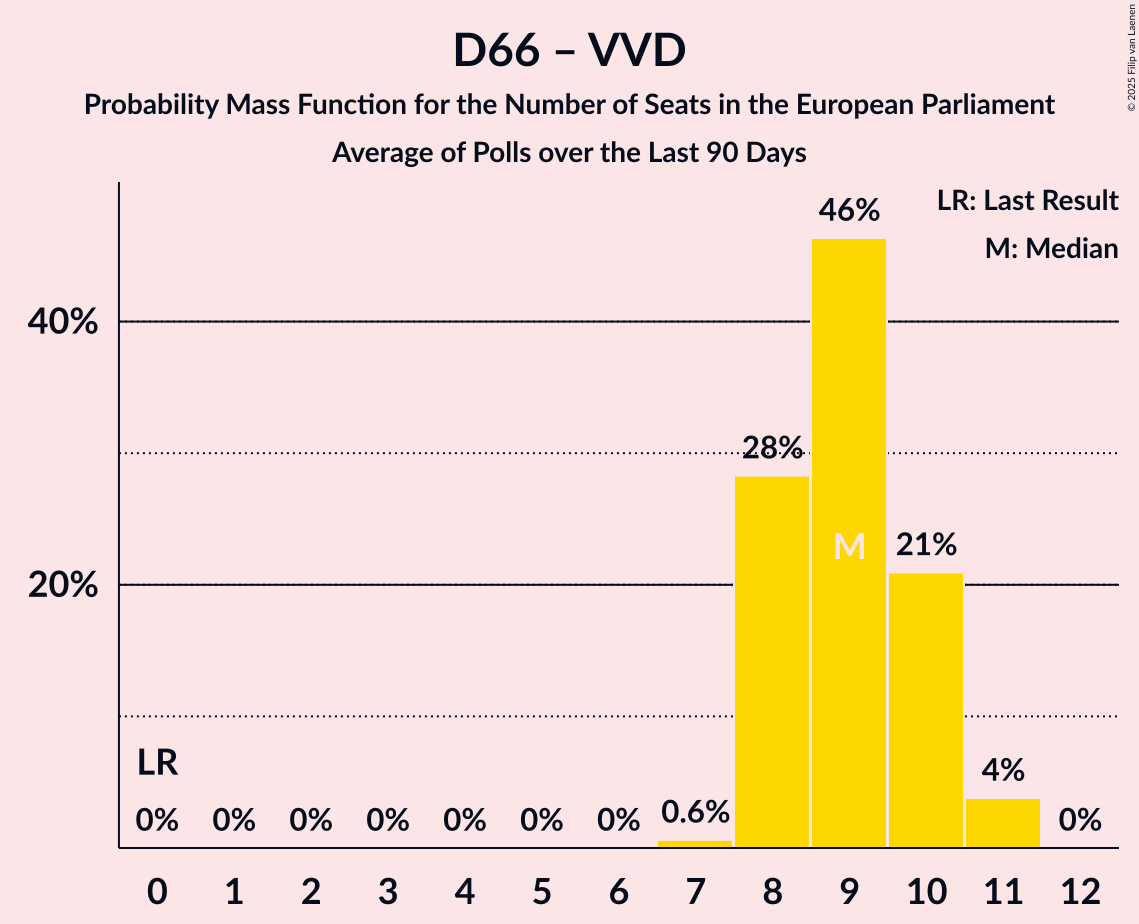 D66 – VVD
Probability Mass Function for the Number of Seats in the European Parliament
Average of Polls over the Last 90 Days
© 2025 Filip van Laenen
LR: Last Result
M: Median
46%
40%
28%
M
21%
20%
LR
4%
0% 0% 0% 0% 0% 0% 0% 0.6% 0%
0 1 2 3 4 5 6 7 8 9 10 11 12